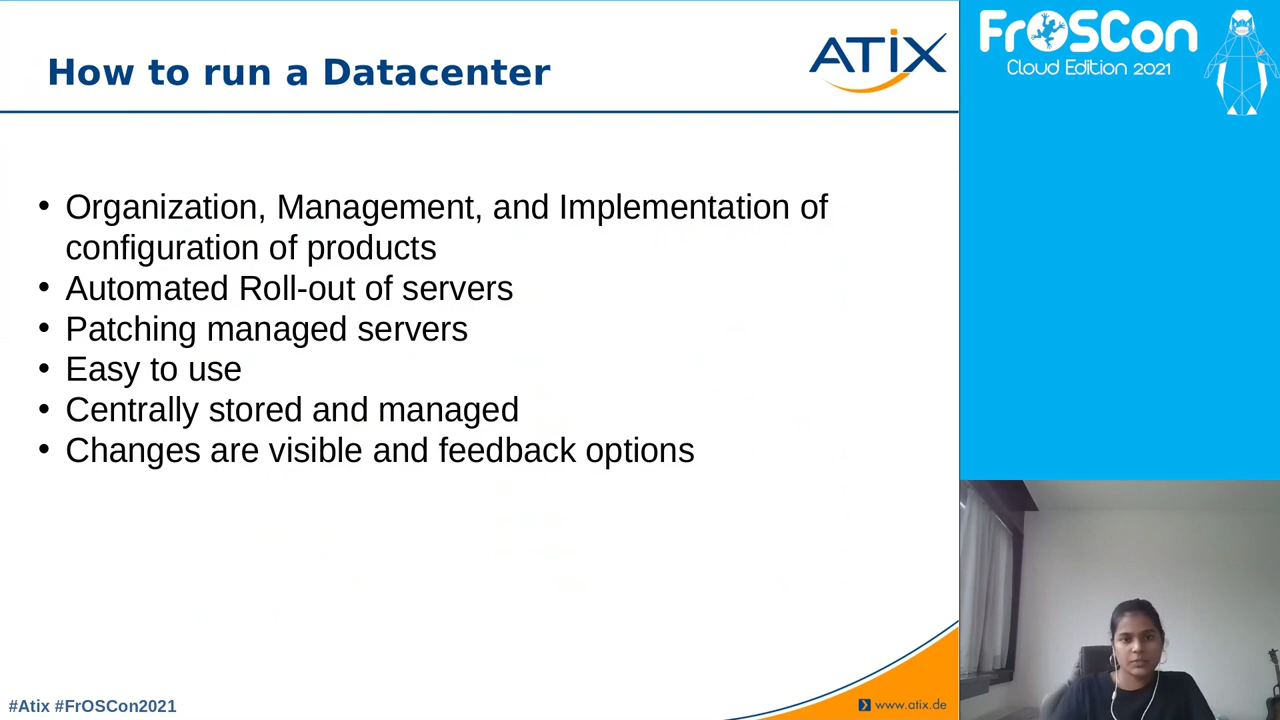 How to run a Datacenter
ATIX
• Organization, Management, and Implementation of
configuration of products
• Automated Roll-out of servers
• Patching managed servers
• Easy to use
• Centrally stored and managed
• Changes are visible and feedback options
#Atix #FrOSCon2021
www.atix.de
FrOSCon
Cloud Edition 2021